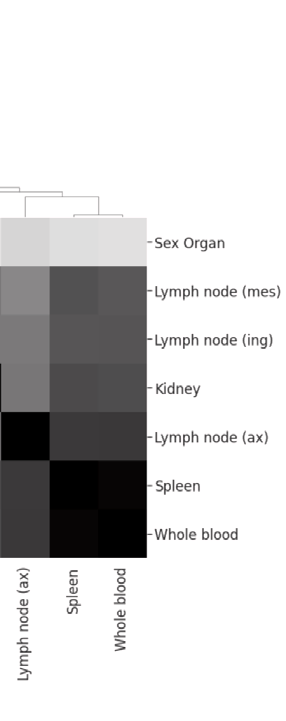 Sex Organ
Lymph node (mes)
Lymph node (ing)
Kidney
Lymph node (ax)
Spleen
Whole blood
Lymph node (ax)
Spleen
Whole blood